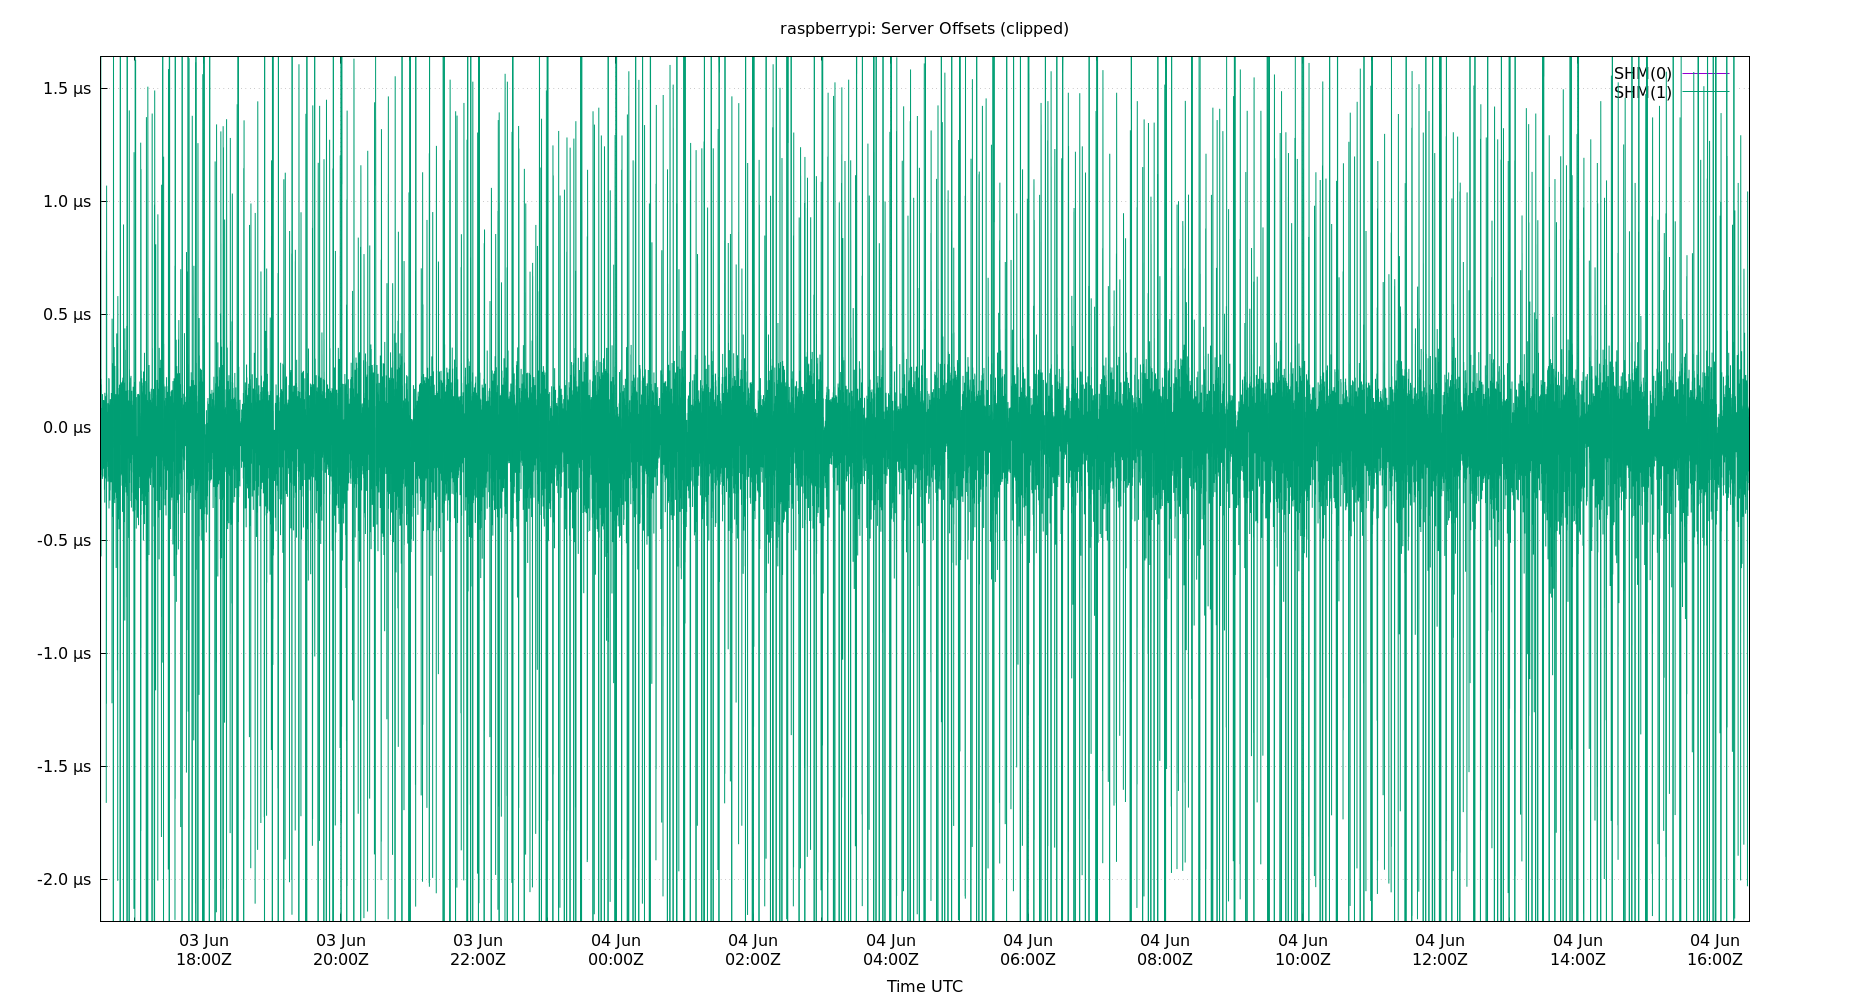 raspberrypi: Server Offsets (clipped)
SHM(0)
SHM(1)
1.5 µs
1.0 µs
0.5 µs
0.0 µs
-0.5 µs
-1.0 µs
-1.5 µs
-2.0 µs
03 Jun 03 Jun 03 Jun 04 Jun 04 Jun 04 Jun 04 Jun 04 Jun 04 Jun 04 Jun 04 Jun 04 Jun
18:00Z 20:00Z 22:00Z 00:00Z 02:00Z 04:00Z 06:00Z 08:00Z 10:00Z 12:00Z 14:00Z 16:00Z
Time UTC